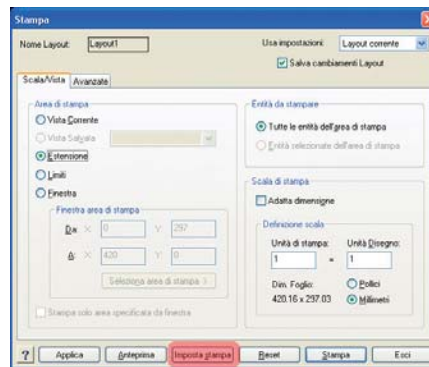 Stampa
Nome Layout: Layout1
Usa impostazioni: Layout corrente
Salva cambiamenti Layout
Scala/Vista Avanzate
Area di stampa
Vista Corrente
Vista Salvata
Estensione
Limiti
Finestra
Finestra area di stampa
Da: X 0 Y: 297
A: X 420 Y: 0
Seleziona area di stampa >
Stampa solo area specificata da finestra
Entità da stampare
Tutte le entità dell'area di stampa
Entità selezionate dell'area di stampa
Scala di stampa
Adatta dimensione
Definizione scala
Unità di stampa: Unità Disegno:
1 = 1
Dim. Foglio: Pollici
420.16 x 297.03 Millimetri
? Applica Anteprima Imposta stampa Reset Stampa Esci